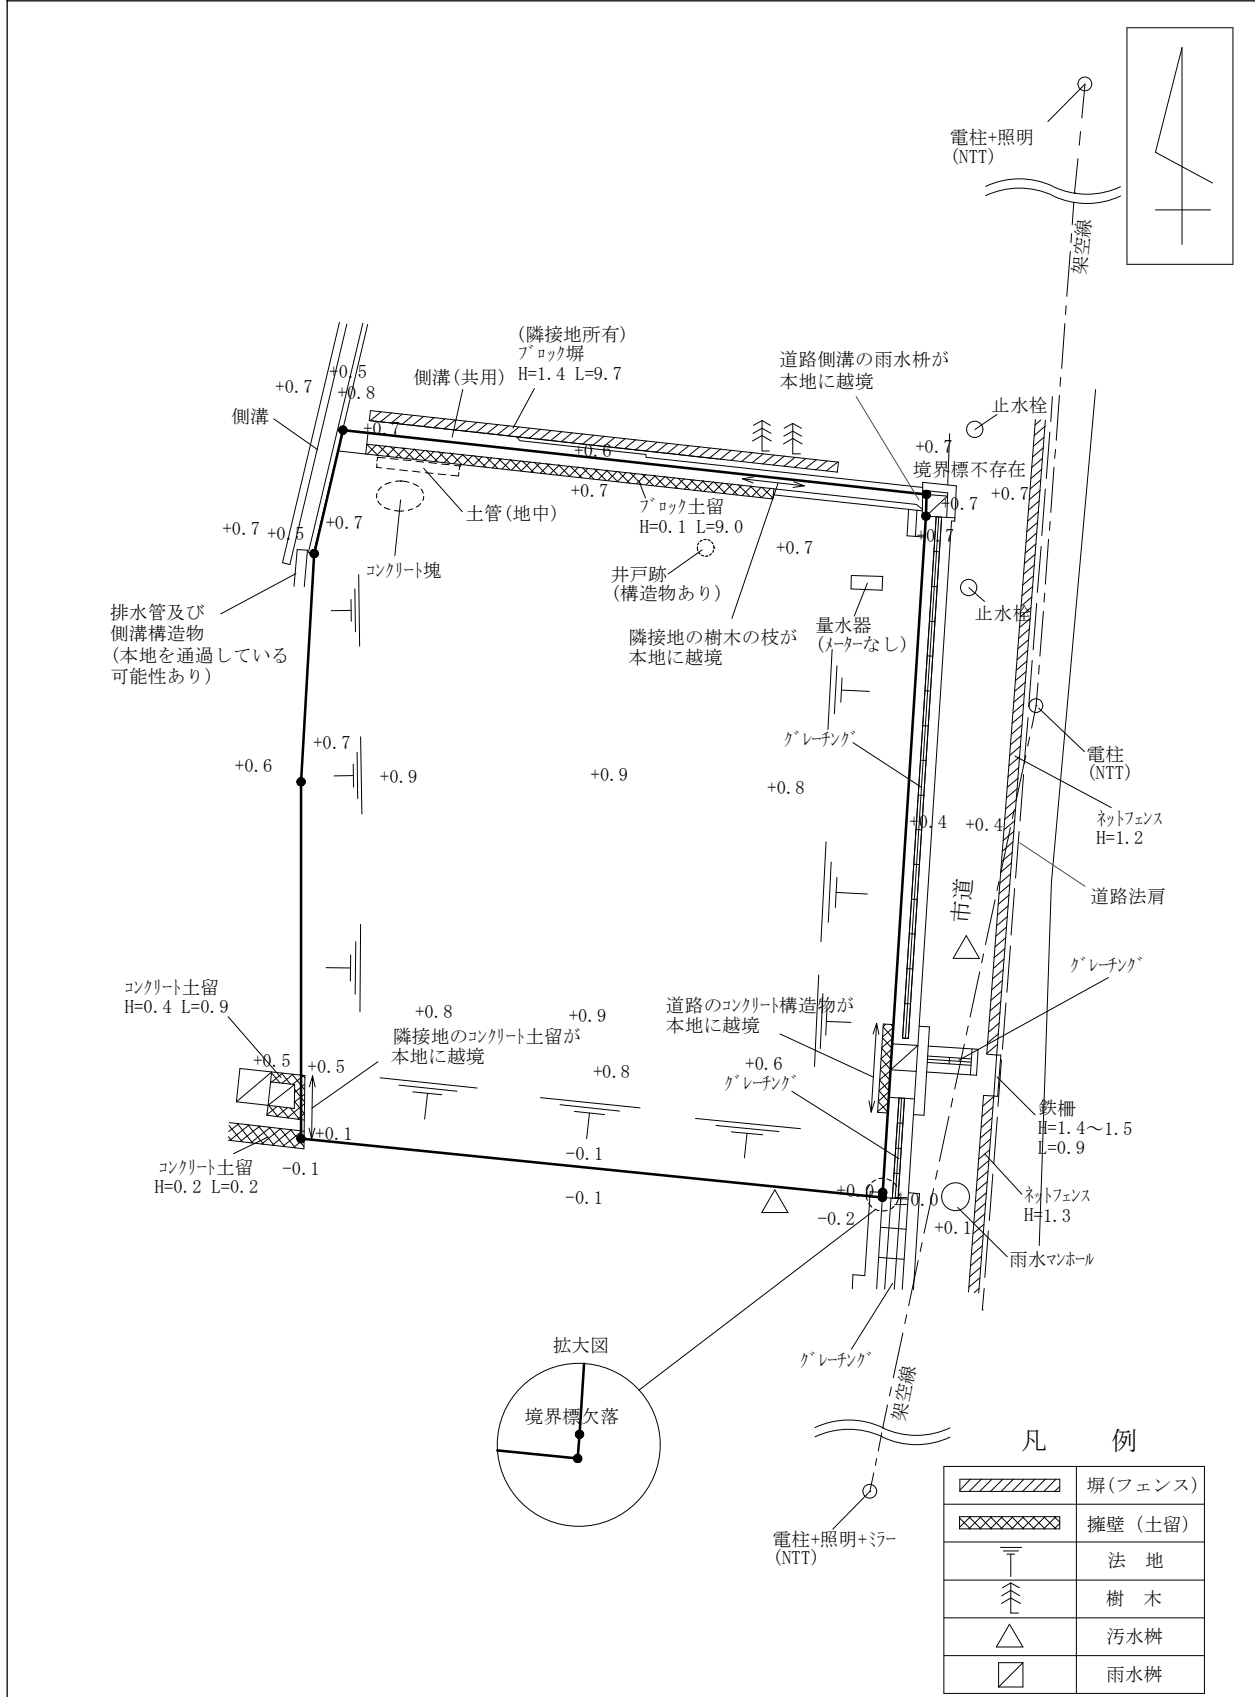 電柱+照明
(NTT)
架空線
(隣接地所有)
ブロック塀
H=1.4 L=9.7
側溝(共用)
道路側溝の雨水枡が
本地に越境
+0.7
+0.5
+0.8
側溝
止水栓
+0.7
+0.6
+0.7
境界標不存在
+0.7
+0.7
+0.7
土管(地中)
ブロック土留
H=0.1 L=9.0
+0.7
+0.5
+0.7
+0.7
+0.7
コンクリート塊
井戸跡
(構造物あり)
止水栓
排水管及び
側溝構造物
(本地を通過している
可能性あり)
隣接地の樹木の枝が
本地に越境
量水器
(メーターなし)
グレーチング
電柱
(NTT)
+0.7
+0.6
+0.9
+0.9
+0.8
ネットフェンス
H=1.2
+0.4
+0.4
市道
道路法肩
グレーチング
コンクリート土留
H=0.4 L=0.9
+0.8
+0.9
道路のコンクリート構造物が
本地に越境
隣接地のコンクリート土留が
本地に越境
+0.5
+0.5
+0.8
+0.6
グレーチング
鉄柵
H=1.4～1.5
L=0.9
+0.1
-0.1
-0.1
コンクリート土留
H=0.2 L=0.2
-0.1
+0.0
+0.0
-0.2
+0.1
ネットフェンス
H=1.3
雨水マンホール
拡大図
境界標欠落
グレーチング
架空線
電柱+照明+ミラー
(NTT)
凡 例
塀(フェンス)
擁壁（土留）
法 地
樹 木
汚水桝
雨水桝